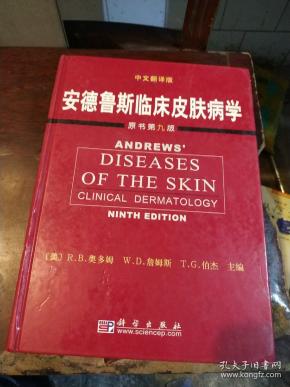 中文翻译版
安德鲁斯临床皮肤病学
原书第九版
ANDREWS'
DISEASES
OF THE SKIN
CLINICAL DERMATOLOGY
NINTH EDITION
〔美〕R.B.奥多姆 W.D.詹姆斯 T.G.伯杰 主编
科学出版社
www.sciencep.com
孔夫子旧书网